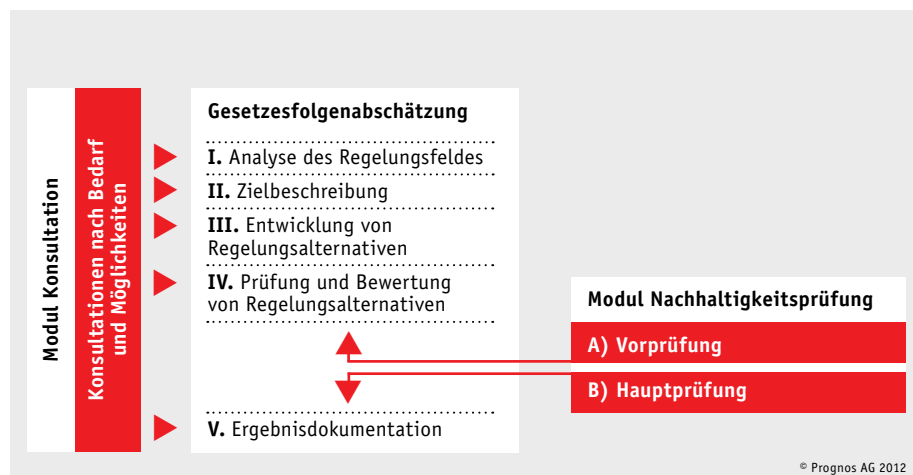 Modul Konsultation
Konsultationen nach Bedarf
und Möglichkeiten
Gesetzesfolgenabschätzung
I. Analyse des Regelungsfeldes
II. Zielbeschreibung
III. Entwicklung von
Regelungsalternativen
IV. Prüfung und Bewertung
von Regelungsalternativen
V. Ergebnisdokumentation
Modul Nachhaltigkeitsprüfung
A) Vorprüfung
B) Hauptprüfung
© Prognos AG 2012